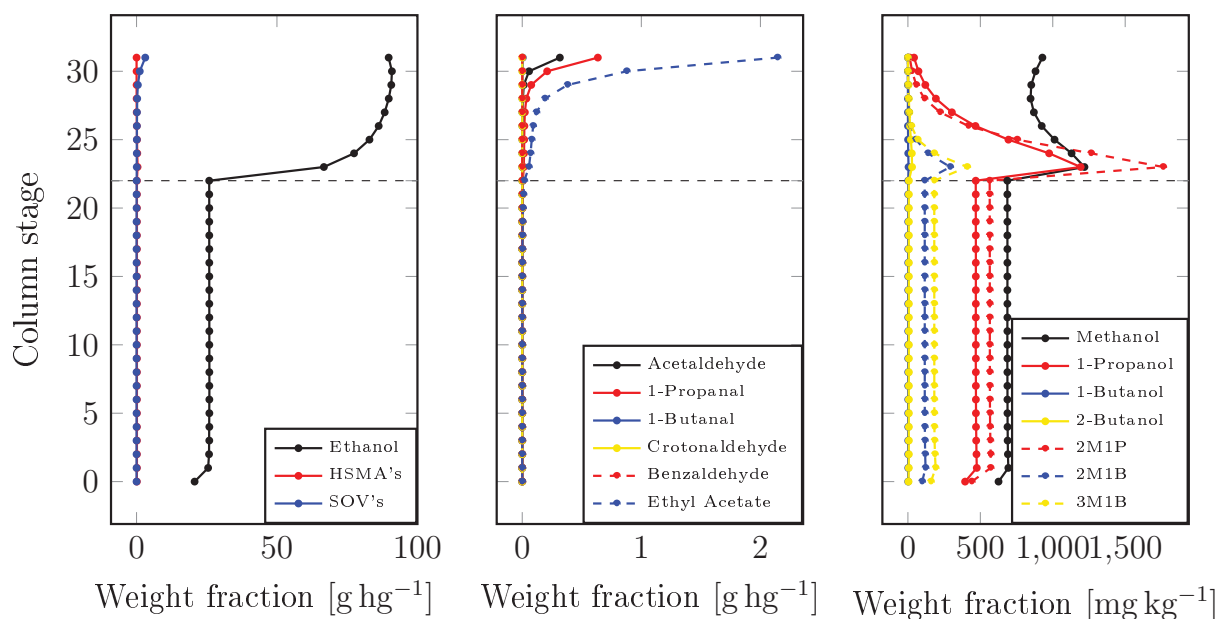 Column stage
30
25
20
15
10
5
0
Ethanol
HSMA's
SOV's
0 50 100
Weight fraction [g hg⁻¹]
Acetaldehyde
1-Propanal
1-Butanal
Crotonaldehyde
Benzaldehyde
Ethyl Acetate
0 1 2
Weight fraction [g hg⁻¹]
Methanol
1-Propanol
1-Butanol
2-Butanol
2M1P
2M1B
3M1B
0 500 1,000 1,500
Weight fraction [mg kg⁻¹]